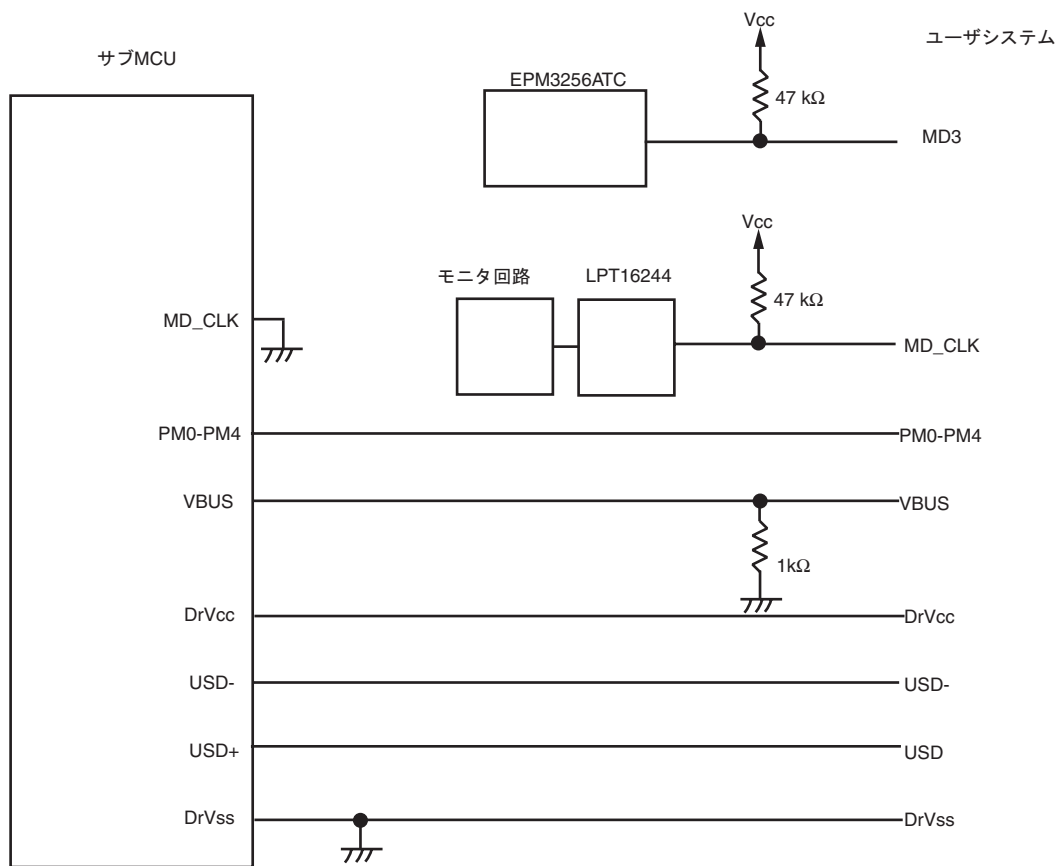 Vcc
ユーザシステム
サブMCU
EPM3256ATC
47 kΩ
MD3
Vcc
モニタ回路
LPT16244
47 kΩ
MD_CLK
MD_CLK
PM0-PM4
PM0-PM4
VBUS
VBUS
1kΩ
DrVcc
DrVcc
USD-
USD-
USD+
USD
DrVss
DrVss